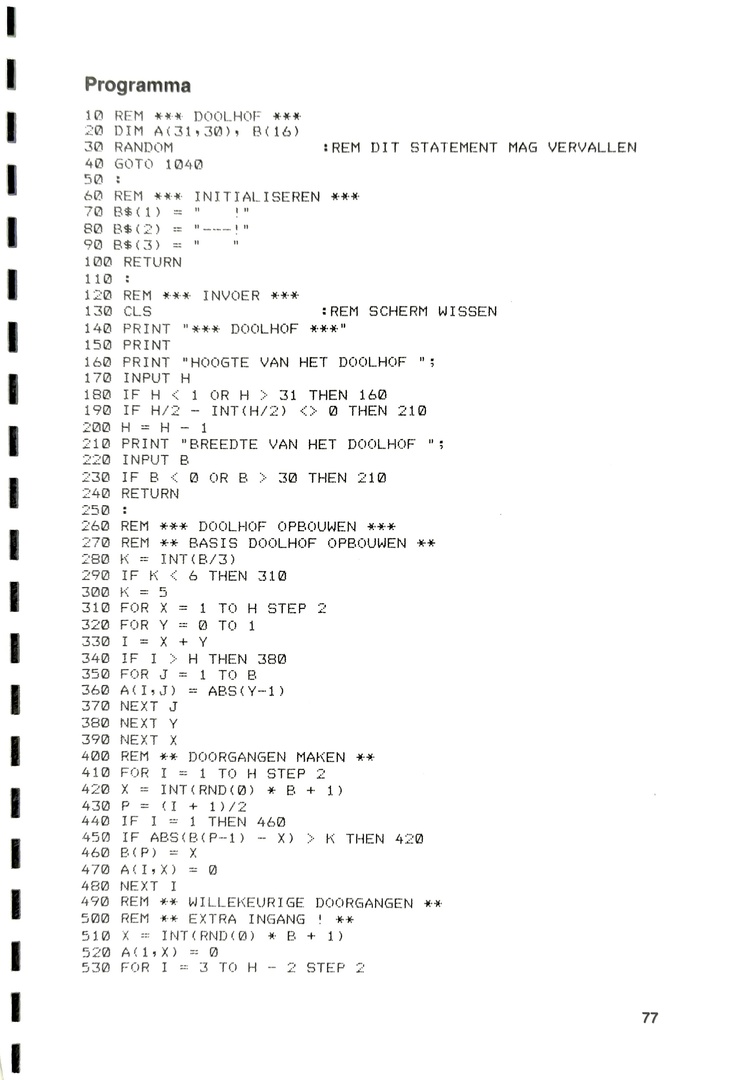 Programma
10 REM *** DOOLHOF ***
20 DIM A(31,30), B(16)
30 RANDOM                   :REM DIT STATEMENT MAG VERVALLEN
40 GOTO 1040
50 :
60 REM *** INITIALISEREN ***
70 B$(1) = "   !"
80 B$(2) = "---!"
90 B$(3) = "   "
100 RETURN
110 :
120 REM *** INVOER ***
130 CLS                     :REM SCHERM WISSEN
140 PRINT "*** DOOLHOF ***"
150 PRINT
160 PRINT "HOOGTE VAN HET DOOLHOF ";
170 INPUT H
180 IF H < 1 OR H > 31 THEN 160
190 IF H/2 - INT(H/2) <> 0 THEN 210
200 H = H - 1
210 PRINT "BREEDTE VAN HET DOOLHOF ";
220 INPUT B
230 IF B < 0 OR B > 30 THEN 210
240 RETURN
250 :
260 REM *** DOOLHOF OPBOUWEN ***
270 REM ** BASIS DOOLHOF OPBOUWEN **
280 K = INT(B/3)
290 IF K < 6 THEN 310
300 K = 5
310 FOR X = 1 TO H STEP 2
320 FOR Y = 0 TO 1
330 I = X + Y
340 IF I > H THEN 380
350 FOR J = 1 TO B
360 A(I,J) = ABS(Y-1)
370 NEXT J
380 NEXT Y
390 NEXT X
400 REM ** DOORGANGEN MAKEN **
410 FOR I = 1 TO H STEP 2
420 X = INT(RND(0) * B + 1)
430 P = (I + 1)/2
440 IF I = 1 THEN 460
450 IF ABS(B(P-1) - X) > K THEN 420
460 B(P) = X
470 A(I,X) = 0
480 NEXT I
490 REM ** WILLEKEURIGE DOORGANGEN **
500 REM ** EXTRA INGANG ! **
510 X = INT(RND(0) * B + 1)
520 A(1,X) = 0
530 FOR I = 3 TO H - 2 STEP 2
77